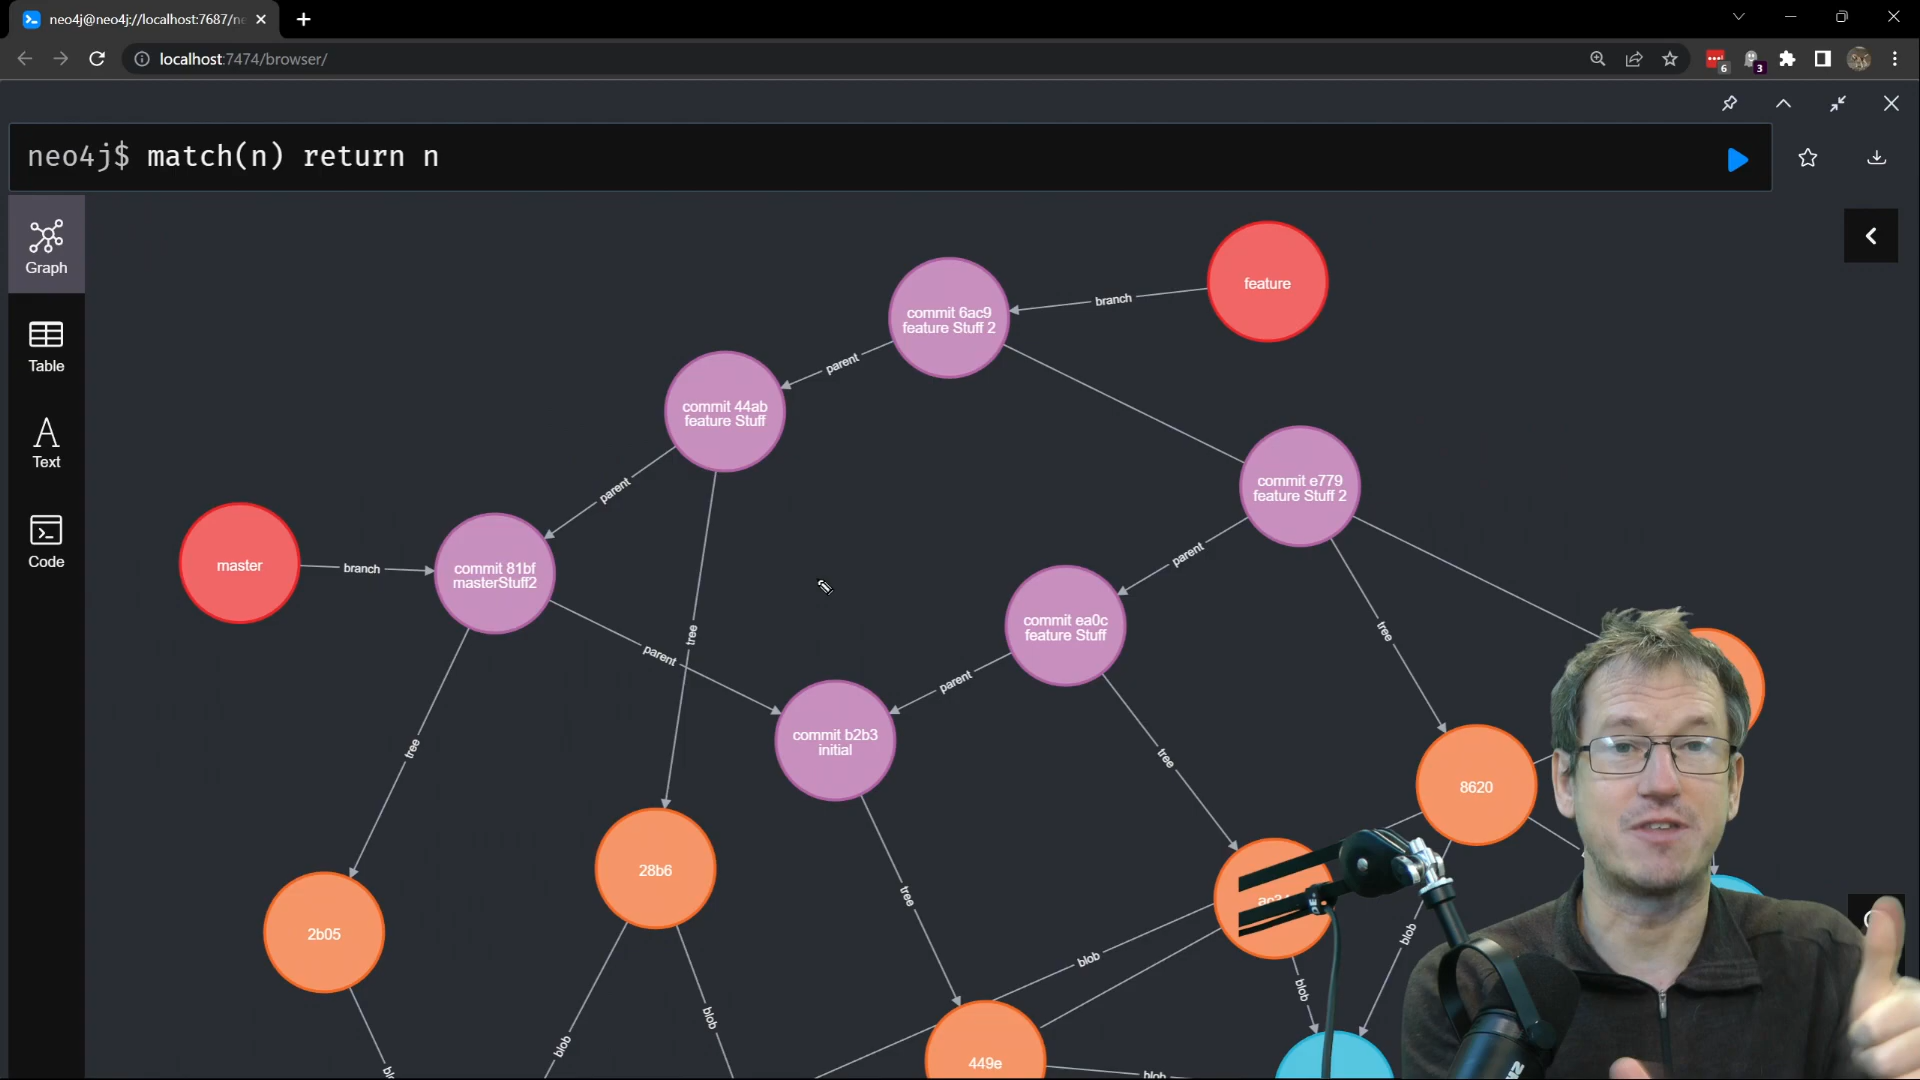 neo4j@neo4j://localhost:7687/ne
localhost:7474/browser/
6
3
neo4j$ match(n) return n
Graph
Table
Text
Code
feature
branch
commit 6ac9
feature Stuff 2
parent
commit 44ab
feature Stuff
parent
commit e779
feature Stuff 2
master
branch
commit 81bf
masterStuff2
parent
tree
parent
tree
commit ea0c
feature Stuff
parent
commit b2b3
initial
tree
tree
8620
28b6
tree
2b05
blob
blob
blob
blob
blob
449e
blob